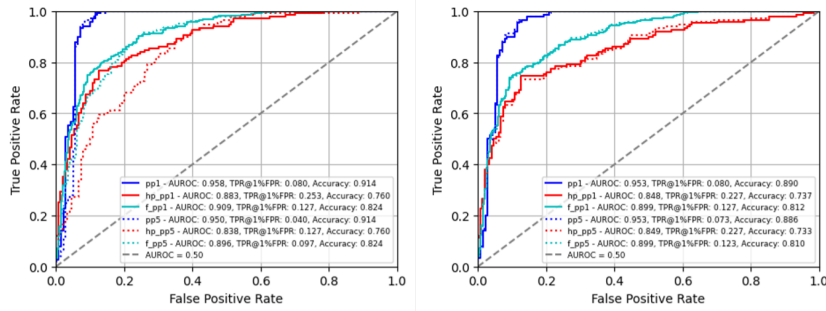 1.0
0.8
0.6
0.4
0.2
0.0
True Positive Rate
pp1 - AUROC: 0.958, TPR@1%FPR: 0.080, Accuracy: 0.914
hp_pp1 - AUROC: 0.883, TPR@1%FPR: 0.253, Accuracy: 0.760
f_pp1 - AUROC: 0.909, TPR@1%FPR: 0.127, Accuracy: 0.824
pp5 - AUROC: 0.950, TPR@1%FPR: 0.040, Accuracy: 0.914
hp_pp5 - AUROC: 0.838, TPR@1%FPR: 0.127, Accuracy: 0.760
f_pp5 - AUROC: 0.896, TPR@1%FPR: 0.097, Accuracy: 0.824
AUROC = 0.50
0.0 0.2 0.4 0.6 0.8 1.0
False Positive Rate
1.0
0.8
0.6
0.4
0.2
0.0
True Positive Rate
pp1 - AUROC: 0.953, TPR@1%FPR: 0.080, Accuracy: 0.890
hp_pp1 - AUROC: 0.848, TPR@1%FPR: 0.227, Accuracy: 0.737
f_pp1 - AUROC: 0.899, TPR@1%FPR: 0.127, Accuracy: 0.812
pp5 - AUROC: 0.953, TPR@1%FPR: 0.073, Accuracy: 0.886
hp_pp5 - AUROC: 0.849, TPR@1%FPR: 0.227, Accuracy: 0.733
f_pp5 - AUROC: 0.899, TPR@1%FPR: 0.123, Accuracy: 0.810
AUROC = 0.50
0.0 0.2 0.4 0.6 0.8 1.0
False Positive Rate